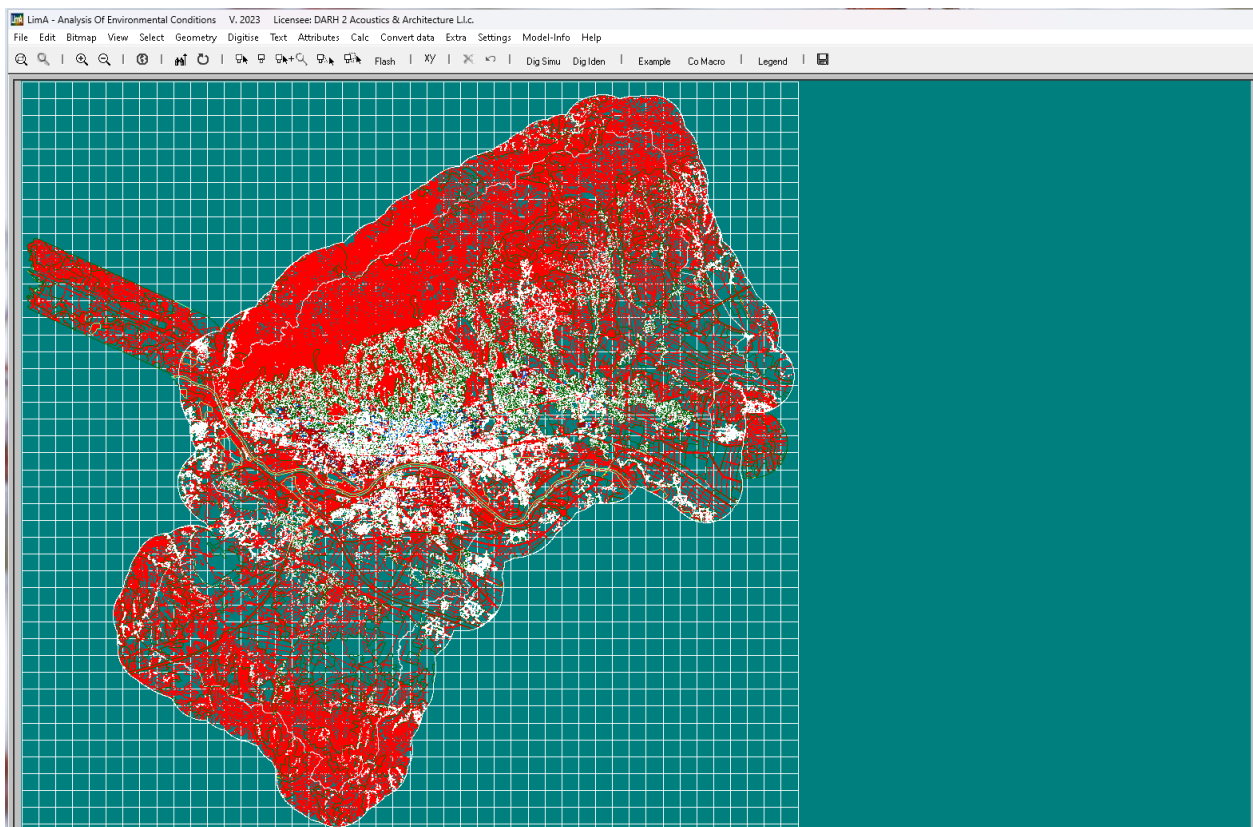 LimA - Analysis Of Environmental Conditions V. 2023 Licensee: DARH 2 Acoustics & Architecture L.l.c.
File Edit Bitmap View Select Geometry Digitise Text Attributes Calc Convert data Extra Settings Model-Info Help
Flash XY Dig Simu Dig Iden Example Co Macro Legend